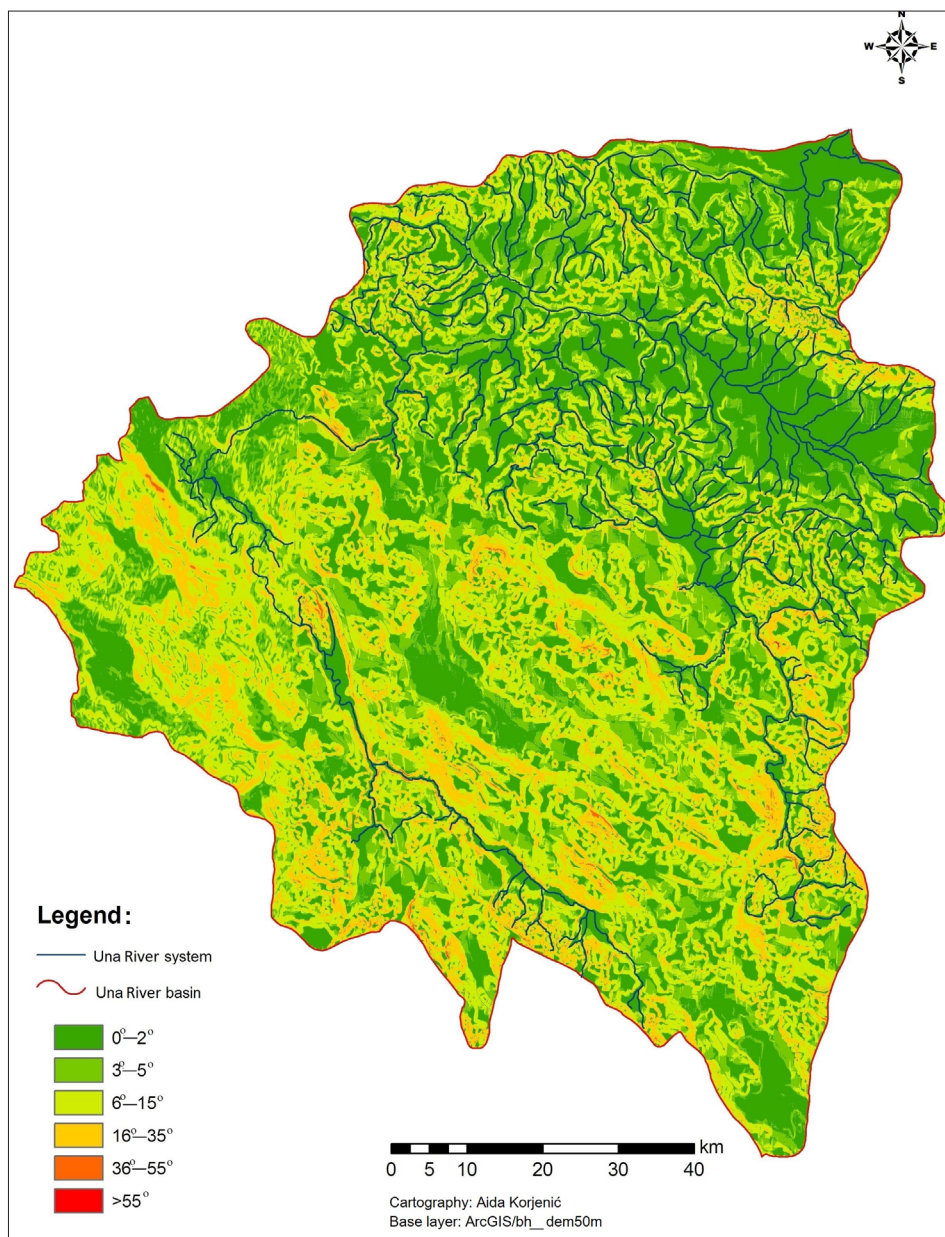 N
W E
S
Legend:
Una River system
Una River basin
0°—2°
3°—5°
6°—15°
16°—35°
36°—55°
>55°
km
0 5 10 20 30 40
Cartography: Aida Korjenić
Base layer: ArcGIS/bh__dem50m